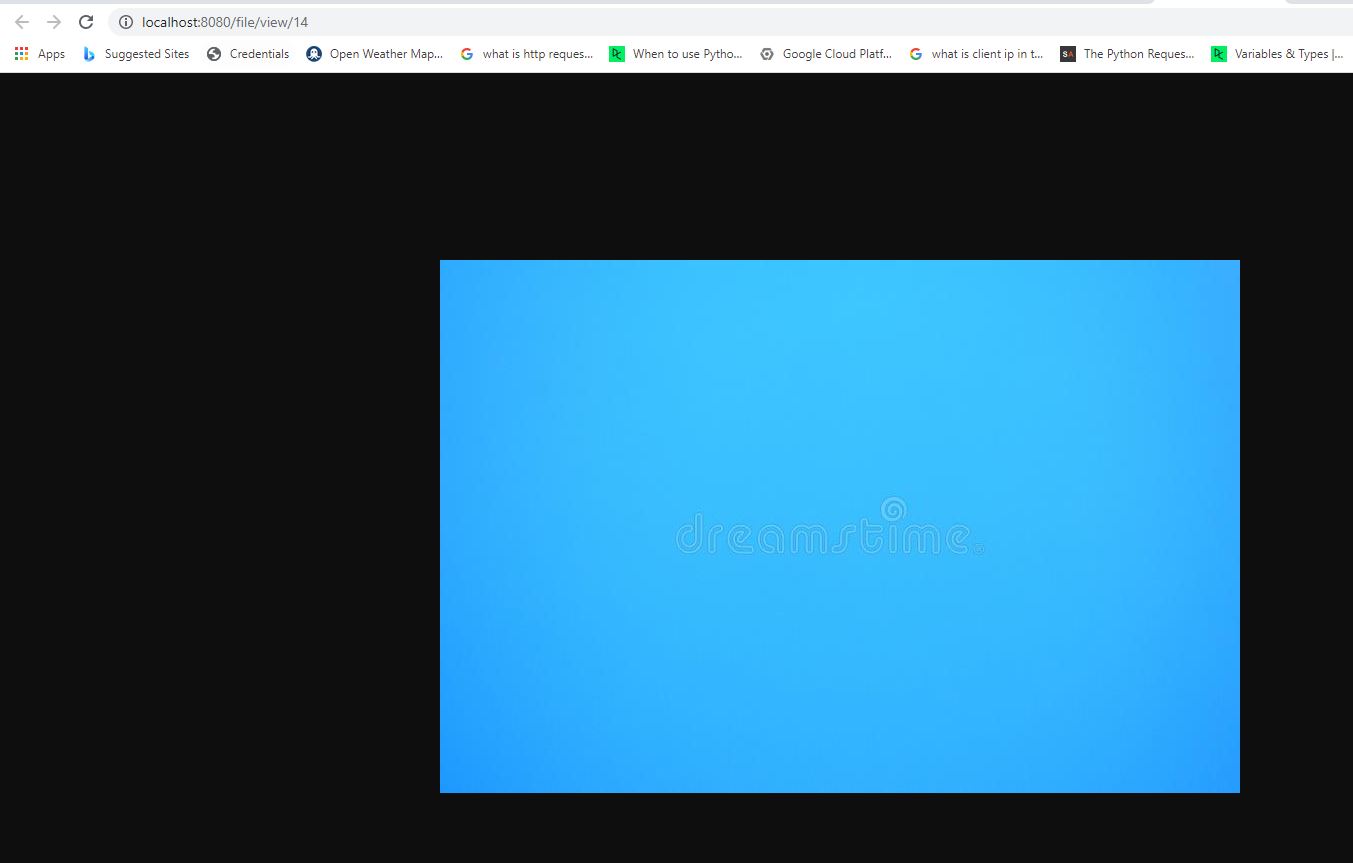 localhost:8080/file/view/14
Apps Suggested Sites Credentials Open Weather Map... what is http reques... When to use Pytho... Google Cloud Platf... what is client ip in t... The Python Reques... Variables & Types |...
dreamstime®